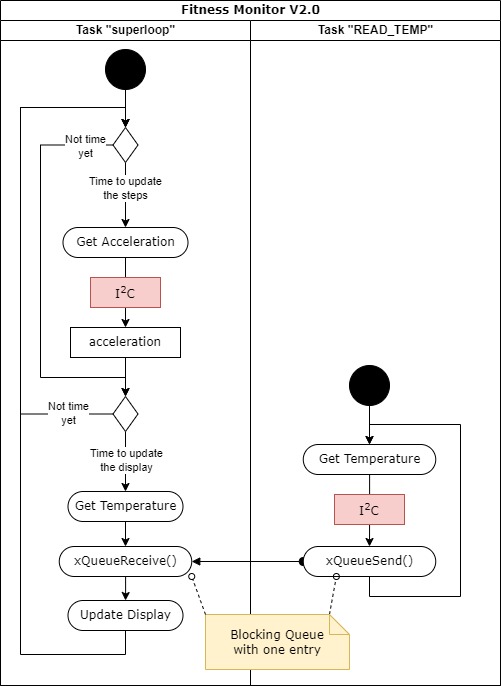 Fitness Monitor V2.0
Task "superloop"
Task "READ_TEMP"
Not time
yet
Time to update
the steps
Get Acceleration
I²C
acceleration
Not time
yet
Time to update
the display
Get Temperature
xQueueReceive()
Update Display
Get Temperature
I²C
xQueueSend()
Blocking Queue
with one entry